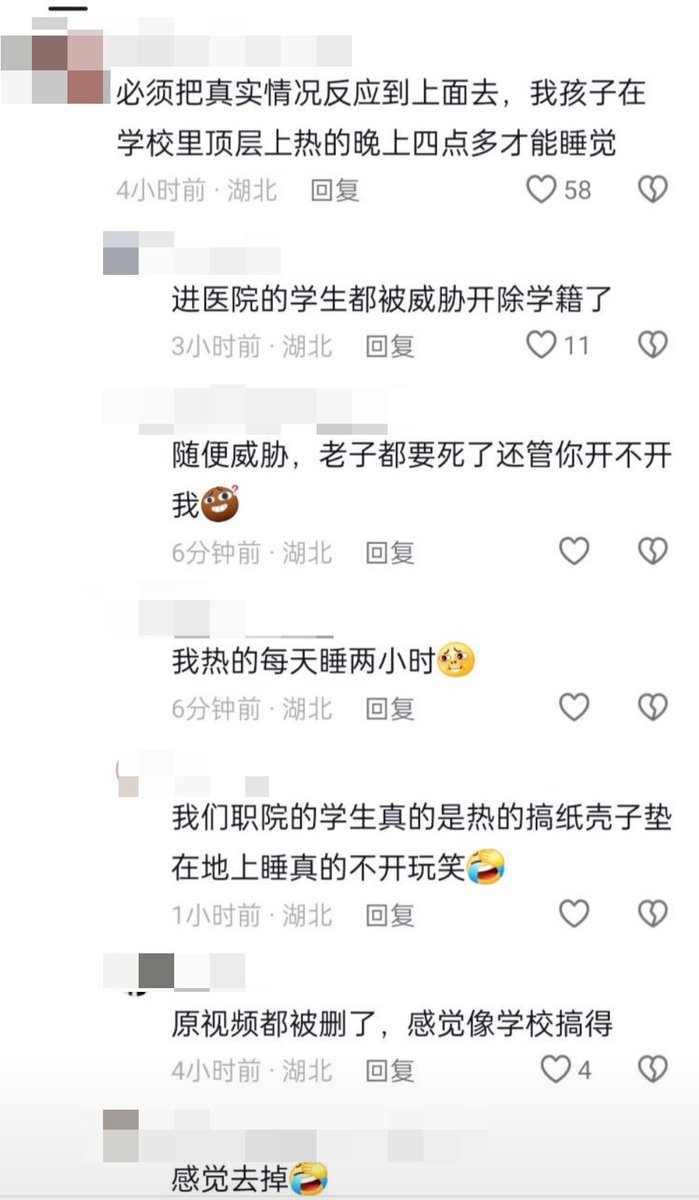 必须把真实情况反应到上面去，我孩子在
学校里顶层上热的晚上四点多才能睡觉
4小时前 · 湖北 回复 58
进医院的学生都被威胁开除学籍了
3小时前 · 湖北 回复 11
随便威胁，老子都要死了还管你开不开
我
6分钟前 · 湖北 回复
我热的每天睡两小时
6分钟前 · 湖北 回复
我们职院的学生真的是热的搞纸壳子垫
在地上睡真的不开玩笑
1小时前 · 湖北 回复
原视频都被删了，感觉像学校搞得
4小时前 · 湖北 回复 4
感觉去掉